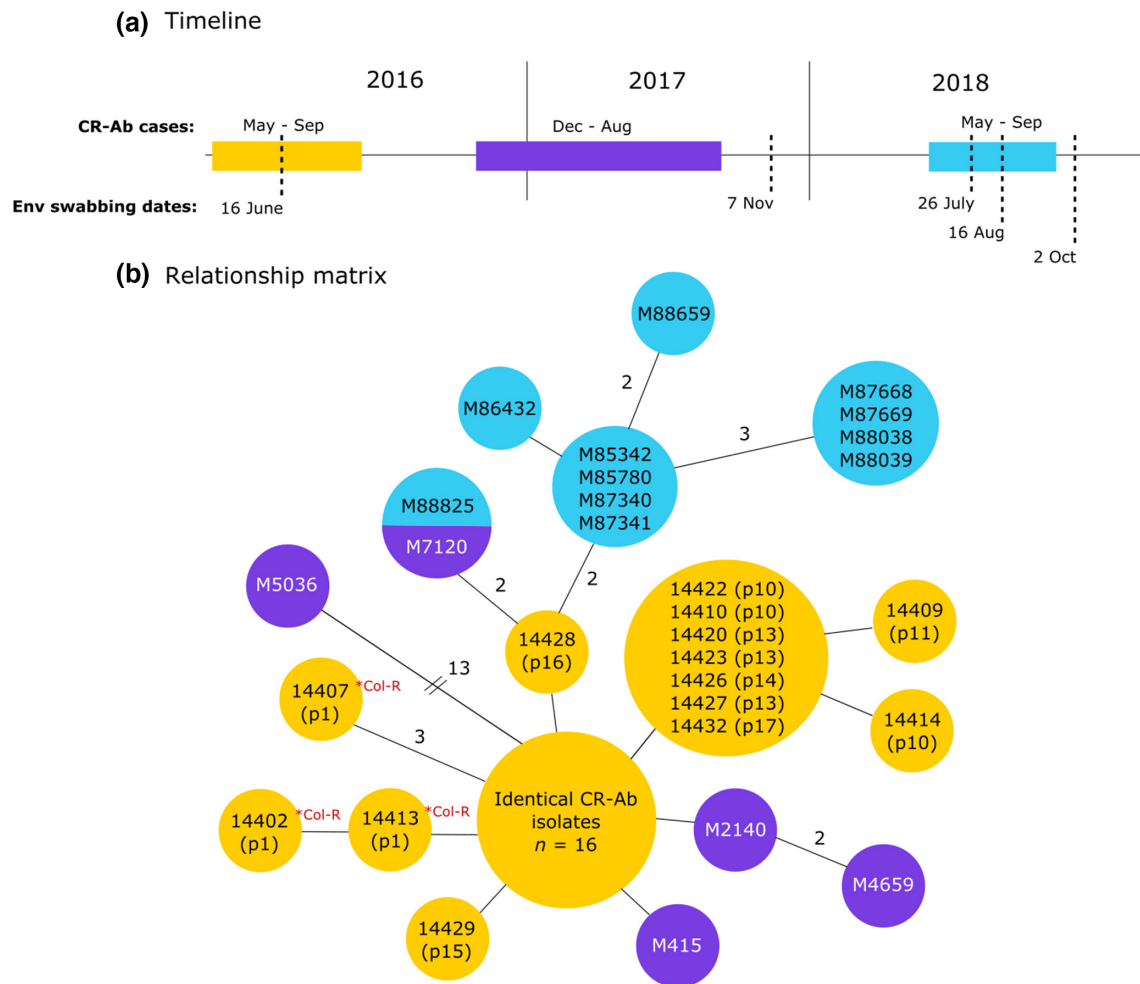 (a) Timeline
2016
2017
2018
CR-Ab cases:
May - Sep
Dec - Aug
May - Sep
Env swabbing dates:
16 June
7 Nov
26 July
16 Aug
2 Oct
(b) Relationship matrix
M88659
2
M86432
M87668
M87669
M88038
M88039
3
M85342
M85780
M87340
M87341
M88825
M7120
2
2
M5036
14428
(p16)
14422 (p10)
14410 (p10)
14420 (p13)
14423 (p13)
14426 (p14)
14427 (p13)
14432 (p17)
14409
(p11)
14414
(p10)
13
14407
(p1)
*Col-R
3
Identical CR-Ab
isolates
n = 16
14402
(p1)
*Col-R
14413
(p1)
*Col-R
M2140
2
M4659
14429
(p15)
M415